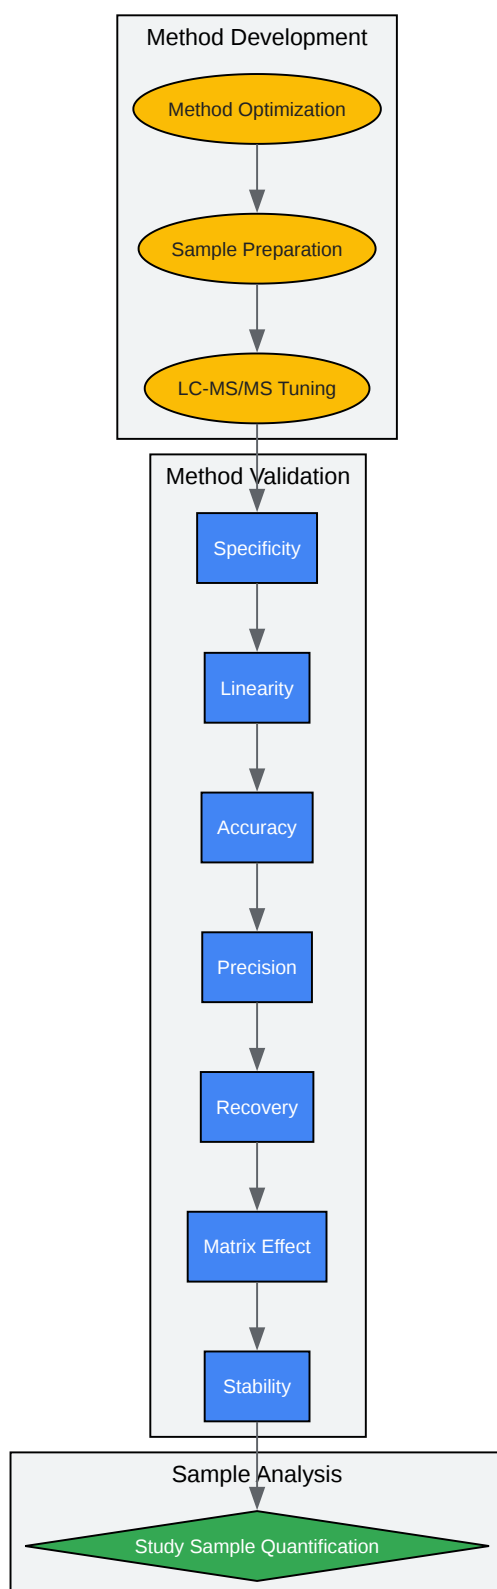 Method Development
Method Optimization
Sample Preparation
LC-MS/MS Tuning
Method Validation
Specificity
Linearity
Accuracy
Precision
Recovery
Matrix Effect
Stability
Sample Analysis
Study Sample Quantification